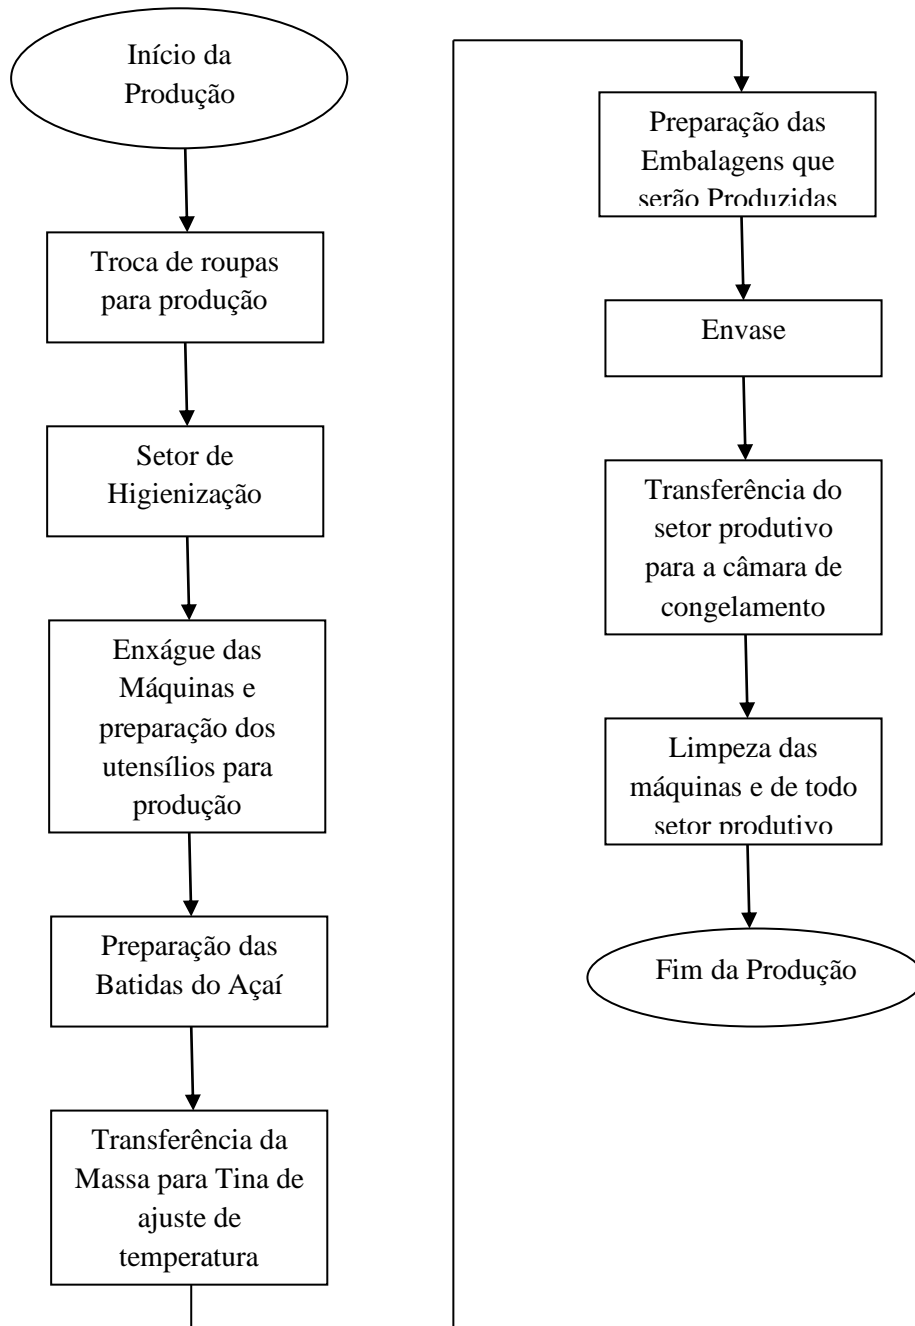 Início da
Produção
Troca de roupas
para produção
Setor de
Higienização
Enxágue das
Máquinas e
preparação dos
utensílios para
produção
Preparação das
Batidas do Açaí
Transferência da
Massa para Tina de
ajuste de
temperatura
Preparação das
Embalagens que
serão Produzidas
Envase
Transferência do
setor produtivo
para a câmara de
congelamento
Limpeza das
máquinas e de todo
setor produtivo
Fim da Produção